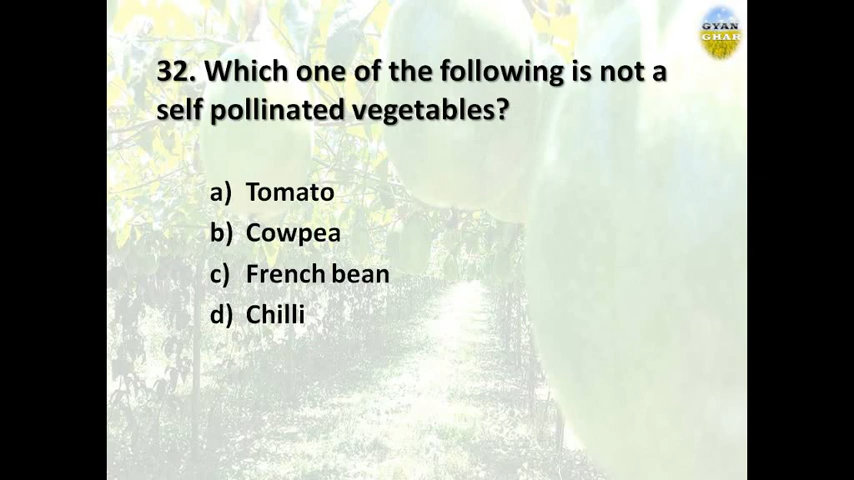 GYAN
GHAR
32. Which one of the following is not a
self pollinated vegetables?
a) Tomato
b) Cowpea
c) French bean
d) Chilli